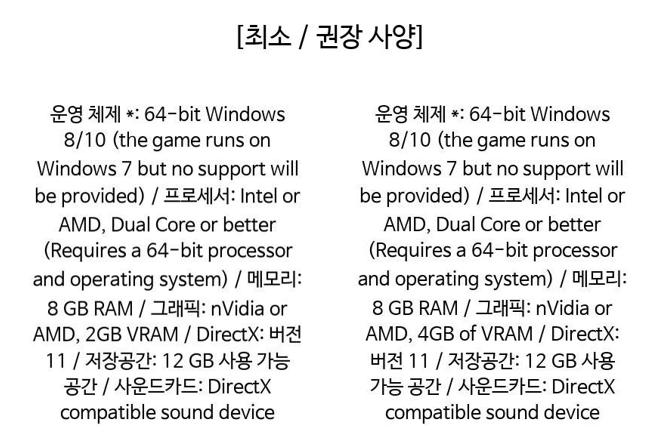 [최소 / 권장 사양]
운영 체제 *: 64-bit Windows
8/10 (the game runs on
Windows 7 but no support will
be provided) / 프로세서: Intel or
AMD, Dual Core or better
(Requires a 64-bit processor
and operating system) / 메모리:
8 GB RAM / 그래픽: nVidia or
AMD, 2GB VRAM / DirectX: 버전
11 / 저장공간: 12 GB 사용 가능
공간 / 사운드카드: DirectX
compatible sound device
운영 체제 *: 64-bit Windows
8/10 (the game runs on
Windows 7 but no support will
be provided) / 프로세서: Intel or
AMD, Dual Core or better
(Requires a 64-bit processor
and operating system) / 메모리:
8 GB RAM / 그래픽: nVidia or
AMD, 4GB of VRAM / DirectX:
버전 11 / 저장공간: 12 GB 사용
가능 공간 / 사운드카드: DirectX
compatible sound device